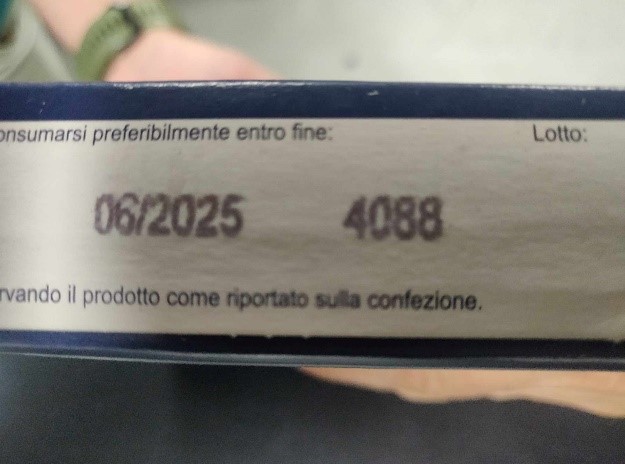 onsumarsi preferibilmente entro fine: Lotto:
06/2025 4088
rvando il prodotto come riportato sulla confezione.